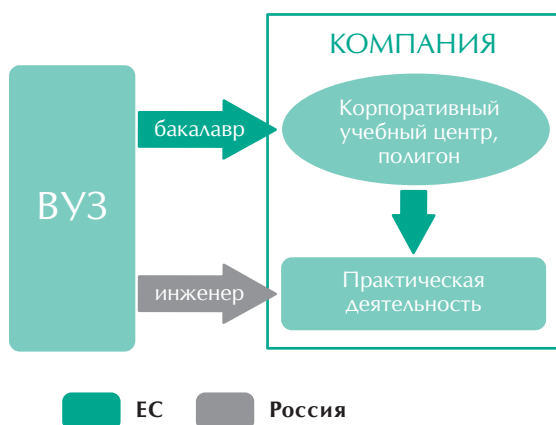 КОМПАНИЯ
Корпоративный
учебный центр,
полигон
бакалавр
ВУЗ
инженер
Практическая
деятельность
ЕС
Россия